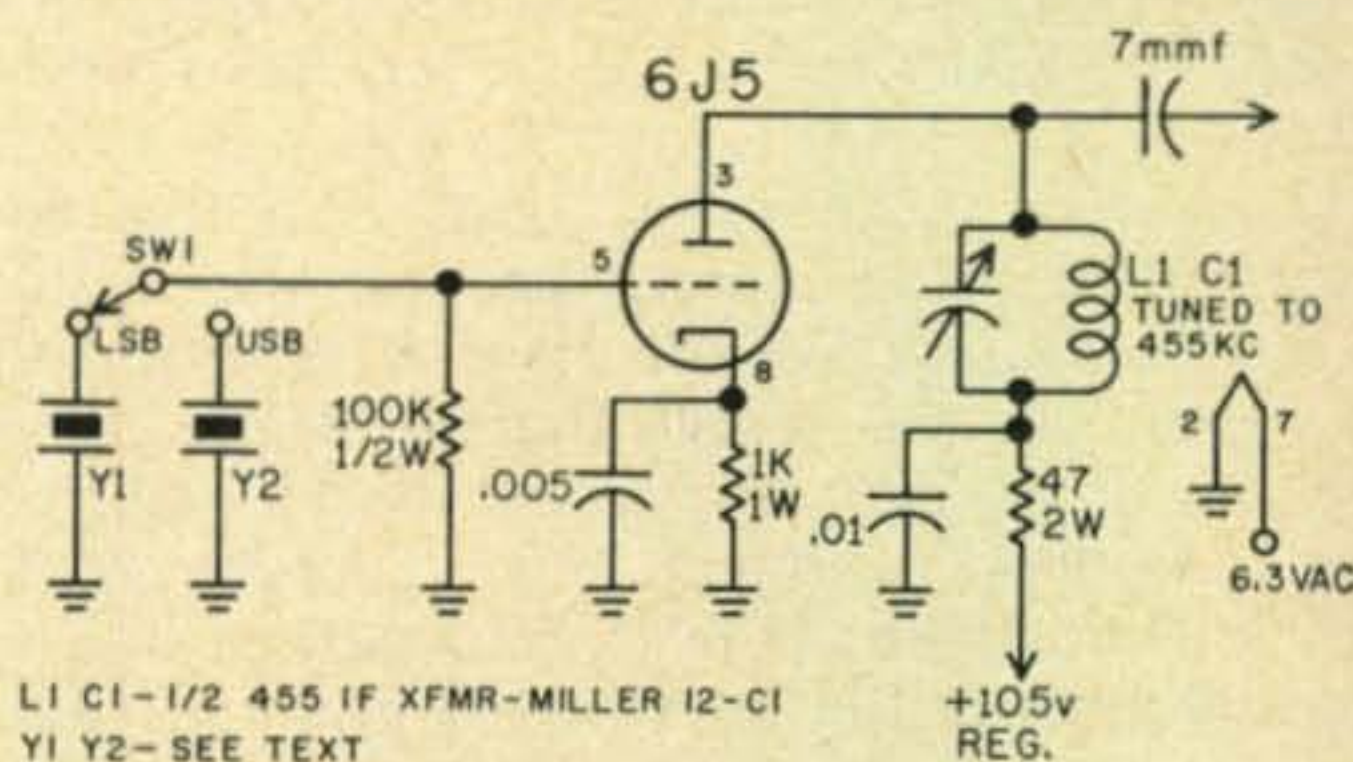 7mmf
6J5
3
SW1
5
LSB
USB
L1 C1
TUNED TO
455KC
8
100K
1/2W
Y1
Y2
.005
1K
1W
.01
47
2W
2
7
6.3VAC
+105v
REG.
L1 C1-1/2 455 IF XFMR-MILLER 12-C1
Y1 Y2-SEE TEXT